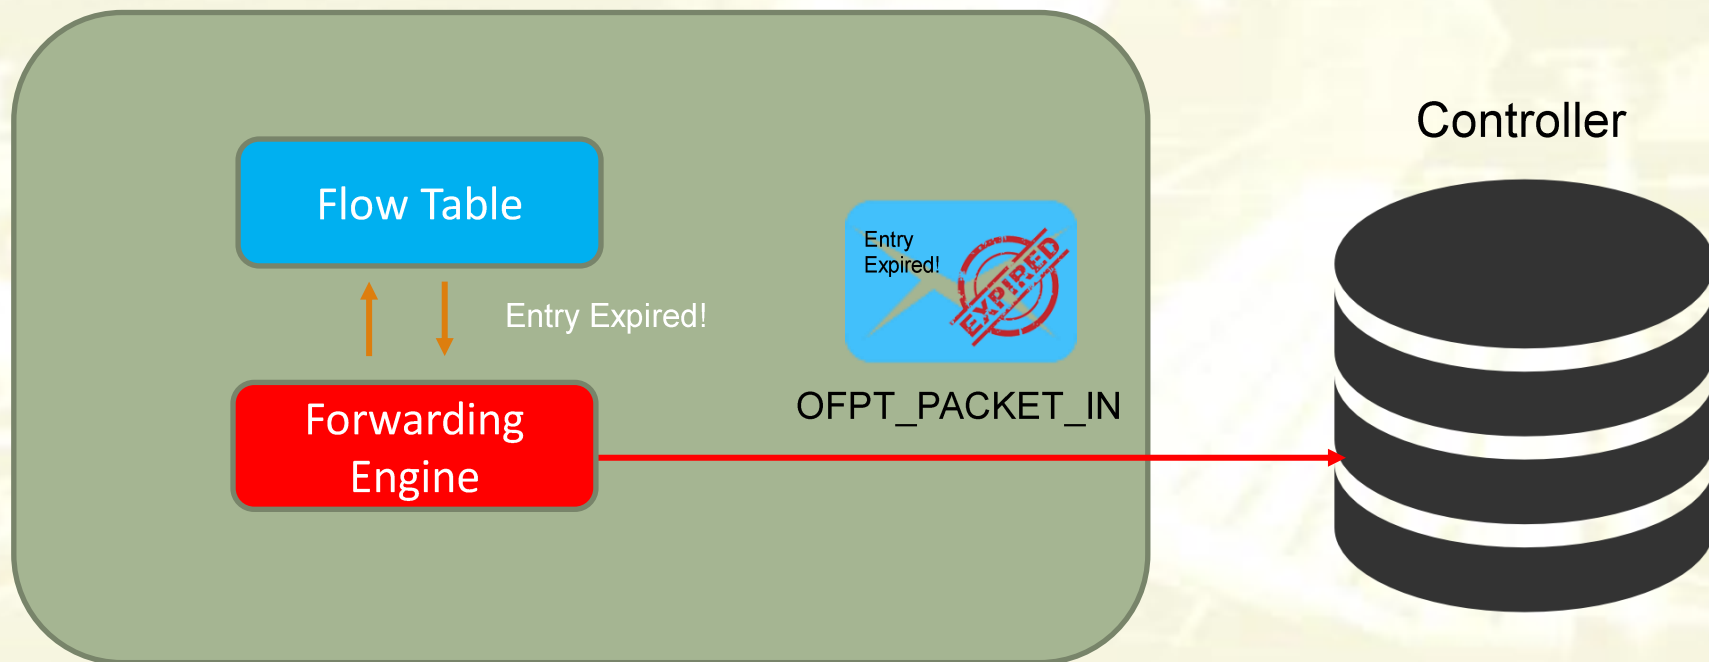 Controller
Flow Table
Entry
Expired!
EXPIRED
Entry Expired!
Forwarding
Engine
OFPT_PACKET_IN